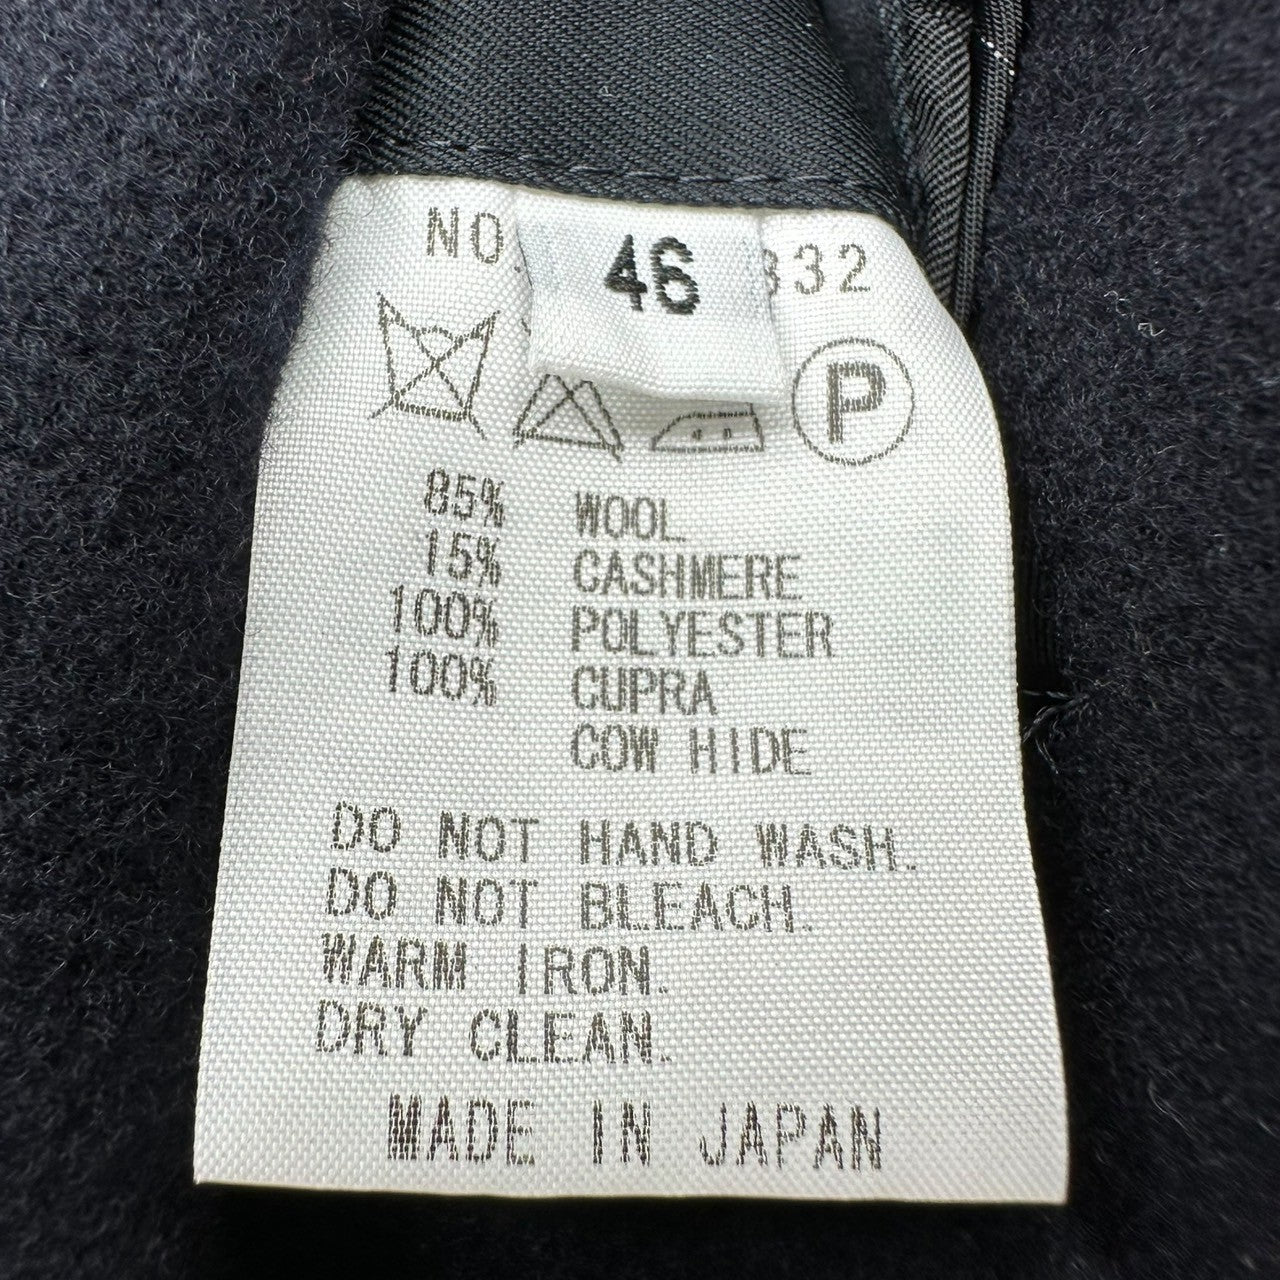 NO 46 332
P
85% WOOL
15% CASHMERE
100% POLYESTER
100% CUPRA
COW HIDE
DO NOT HAND WASH.
DO NOT BLEACH.
WARM IRON.
DRY CLEAN.
MADE IN JAPAN